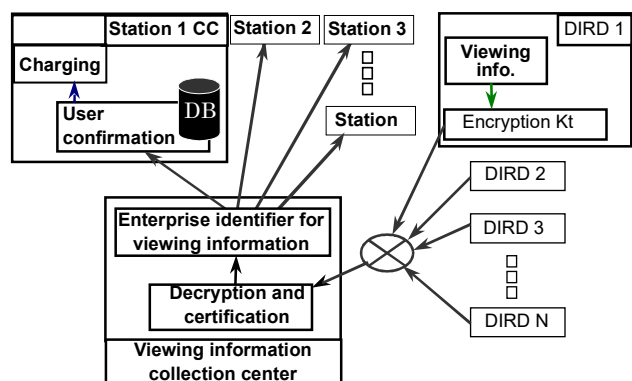 Station 1 CC
Station 2
Station 3
DIRD 1
Charging
Viewing
info.
User
confirmation
DB
Station
Encryption Kt
DIRD 2
Enterprise identifier for
viewing information
DIRD 3
Decryption and
certification
DIRD N
Viewing information
collection center